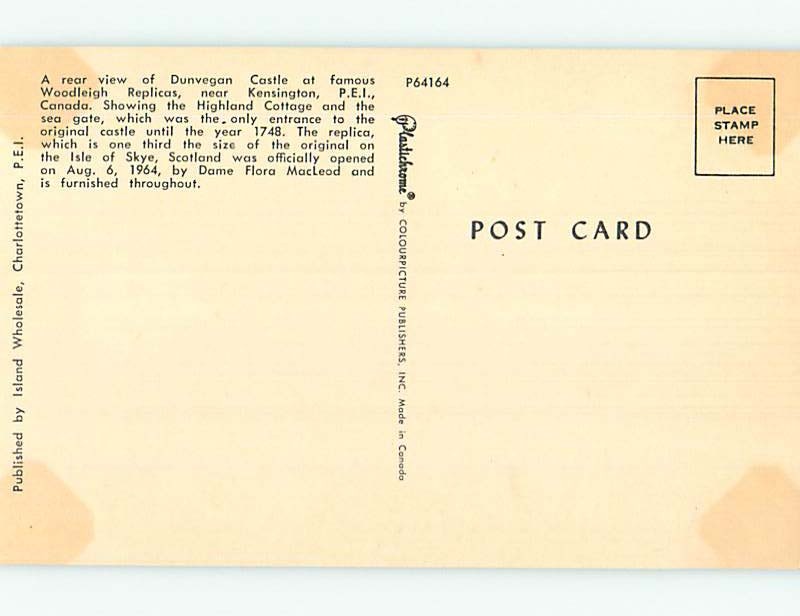 A rear view of Dunvegan Castle at famous
Woodleigh Replicas, near Kensington, P.E.I.,
Canada. Showing the Highland Cottage and the
sea gate, which was the only entrance to the
original castle until the year 1748. The replica,
which is one third the size of the original on
the Isle of Skye, Scotland was officially opened
on Aug. 6, 1964, by Dame Flora MacLeod and
is furnished throughout.
Published by Island Wholesale, Charlottetown, P.E.I.
P64164
Plastichrome® by COLOURPICTURE PUBLISHERS, INC. Made in Canada
PLACE
STAMP
HERE
POST CARD